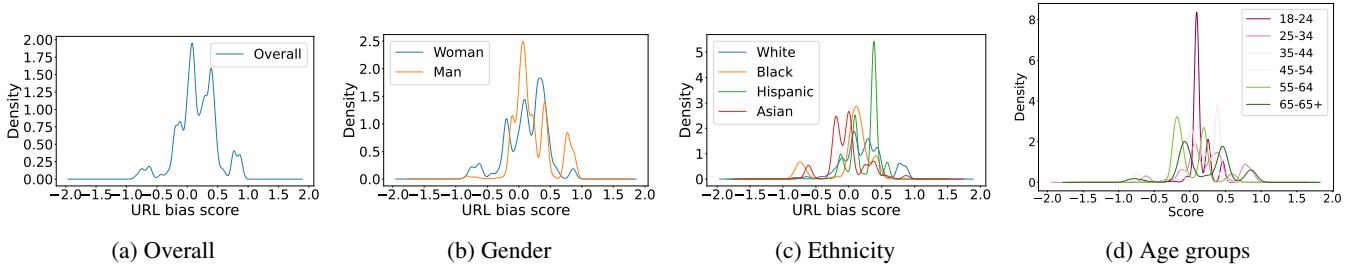 Density
2.00
1.75
1.50
1.25
1.00
0.75
0.50
0.25
0.00
Overall
−2.0 −1.5 −1.0 −0.5 0.0 0.5 1.0 1.5 2.0
URL bias score
(a) Overall
Density
2.5
2.0
1.5
1.0
0.5
0.0
Woman
Man
−2.0 −1.5 −1.0 −0.5 0.0 0.5 1.0 1.5 2.0
URL bias score
(b) Gender
Density
5
4
3
2
1
0
White
Black
Hispanic
Asian
−2.0 −1.5 −1.0 −0.5 0.0 0.5 1.0 1.5 2.0
URL bias score
(c) Ethnicity
Density
8
6
4
2
0
18-24
25-34
35-44
45-54
55-64
65-65+
−2.0 −1.5 −1.0 −0.5 0.0 0.5 1.0 1.5 2.0
Score
(d) Age groups